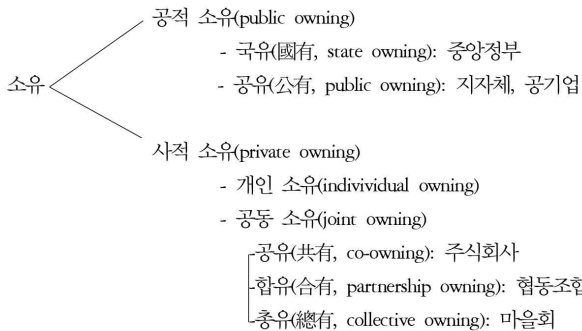 공적 소유(public owning)
- 국유(國有, state owning): 중앙정부
소유
- 공유(公有, public owning): 지자체, 공기업
사적 소유(private owning)
- 개인 소유(indivividual owning)
- 공동 소유(joint owning)
공유(共有, co-owning): 주식회사
합유(合有, partnership owning): 협동조합
총유(總有, collective owning): 마을회